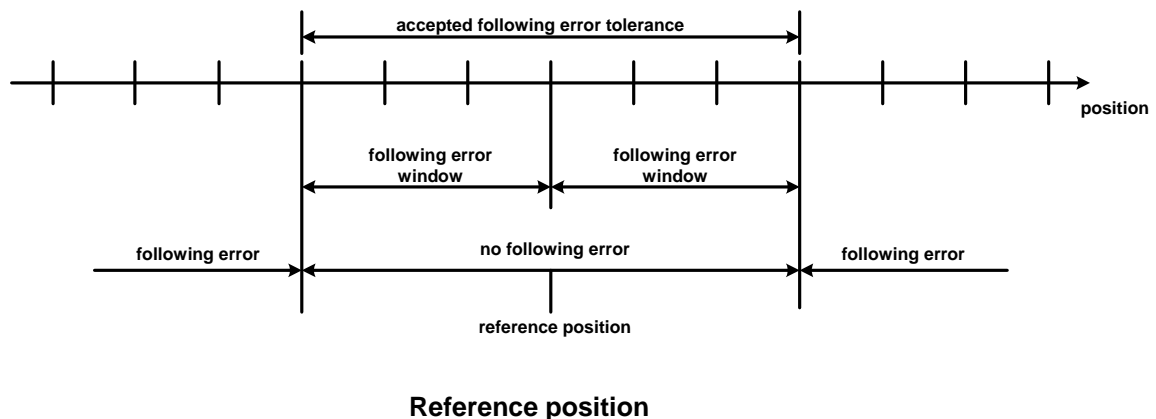 accepted following error tolerance
position
following error
window
following error
window
following error
no following error
following error
reference position
Reference position